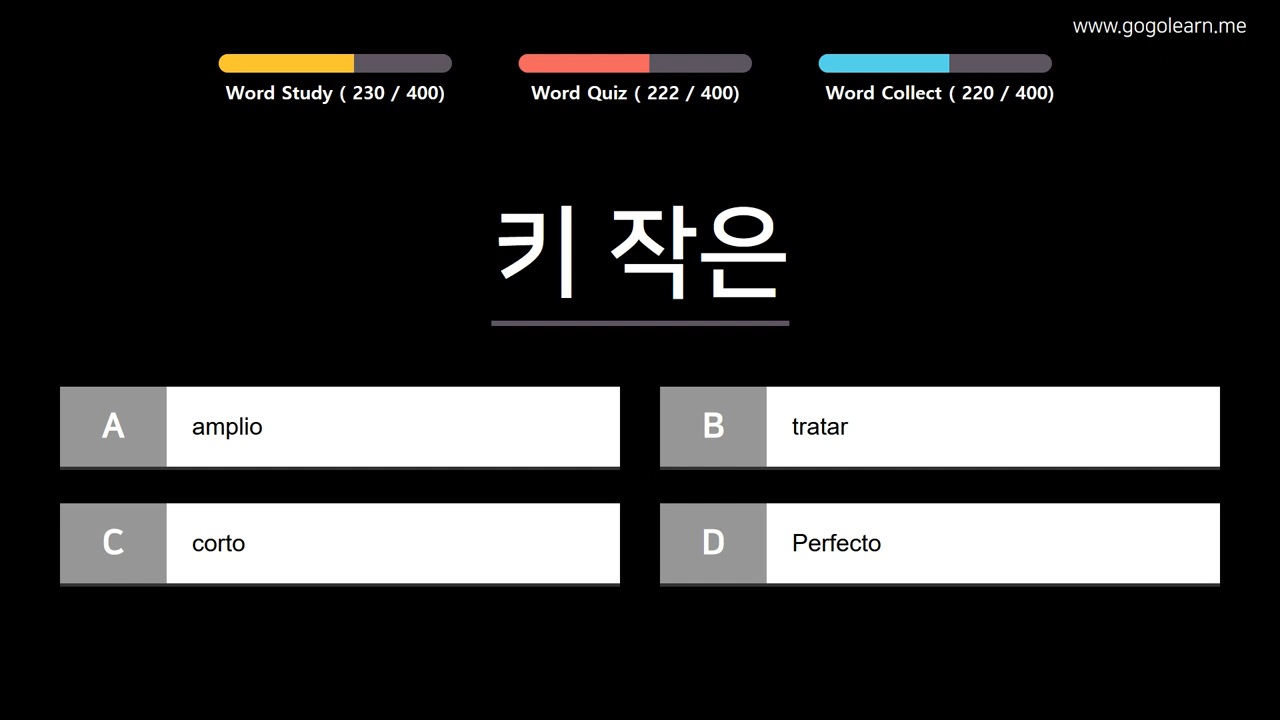 www.gogolearn.me
Word Study ( 230 / 400)
Word Quiz ( 222 / 400)
Word Collect ( 220 / 400)
키 작은
A
amplio
B
tratar
C
corto
D
Perfecto